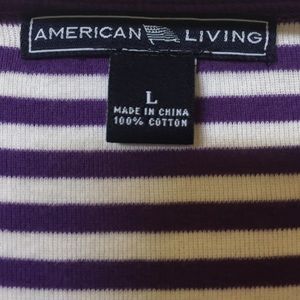 AMERICAN LIVING
L
MADE IN CHINA
100% COTTON